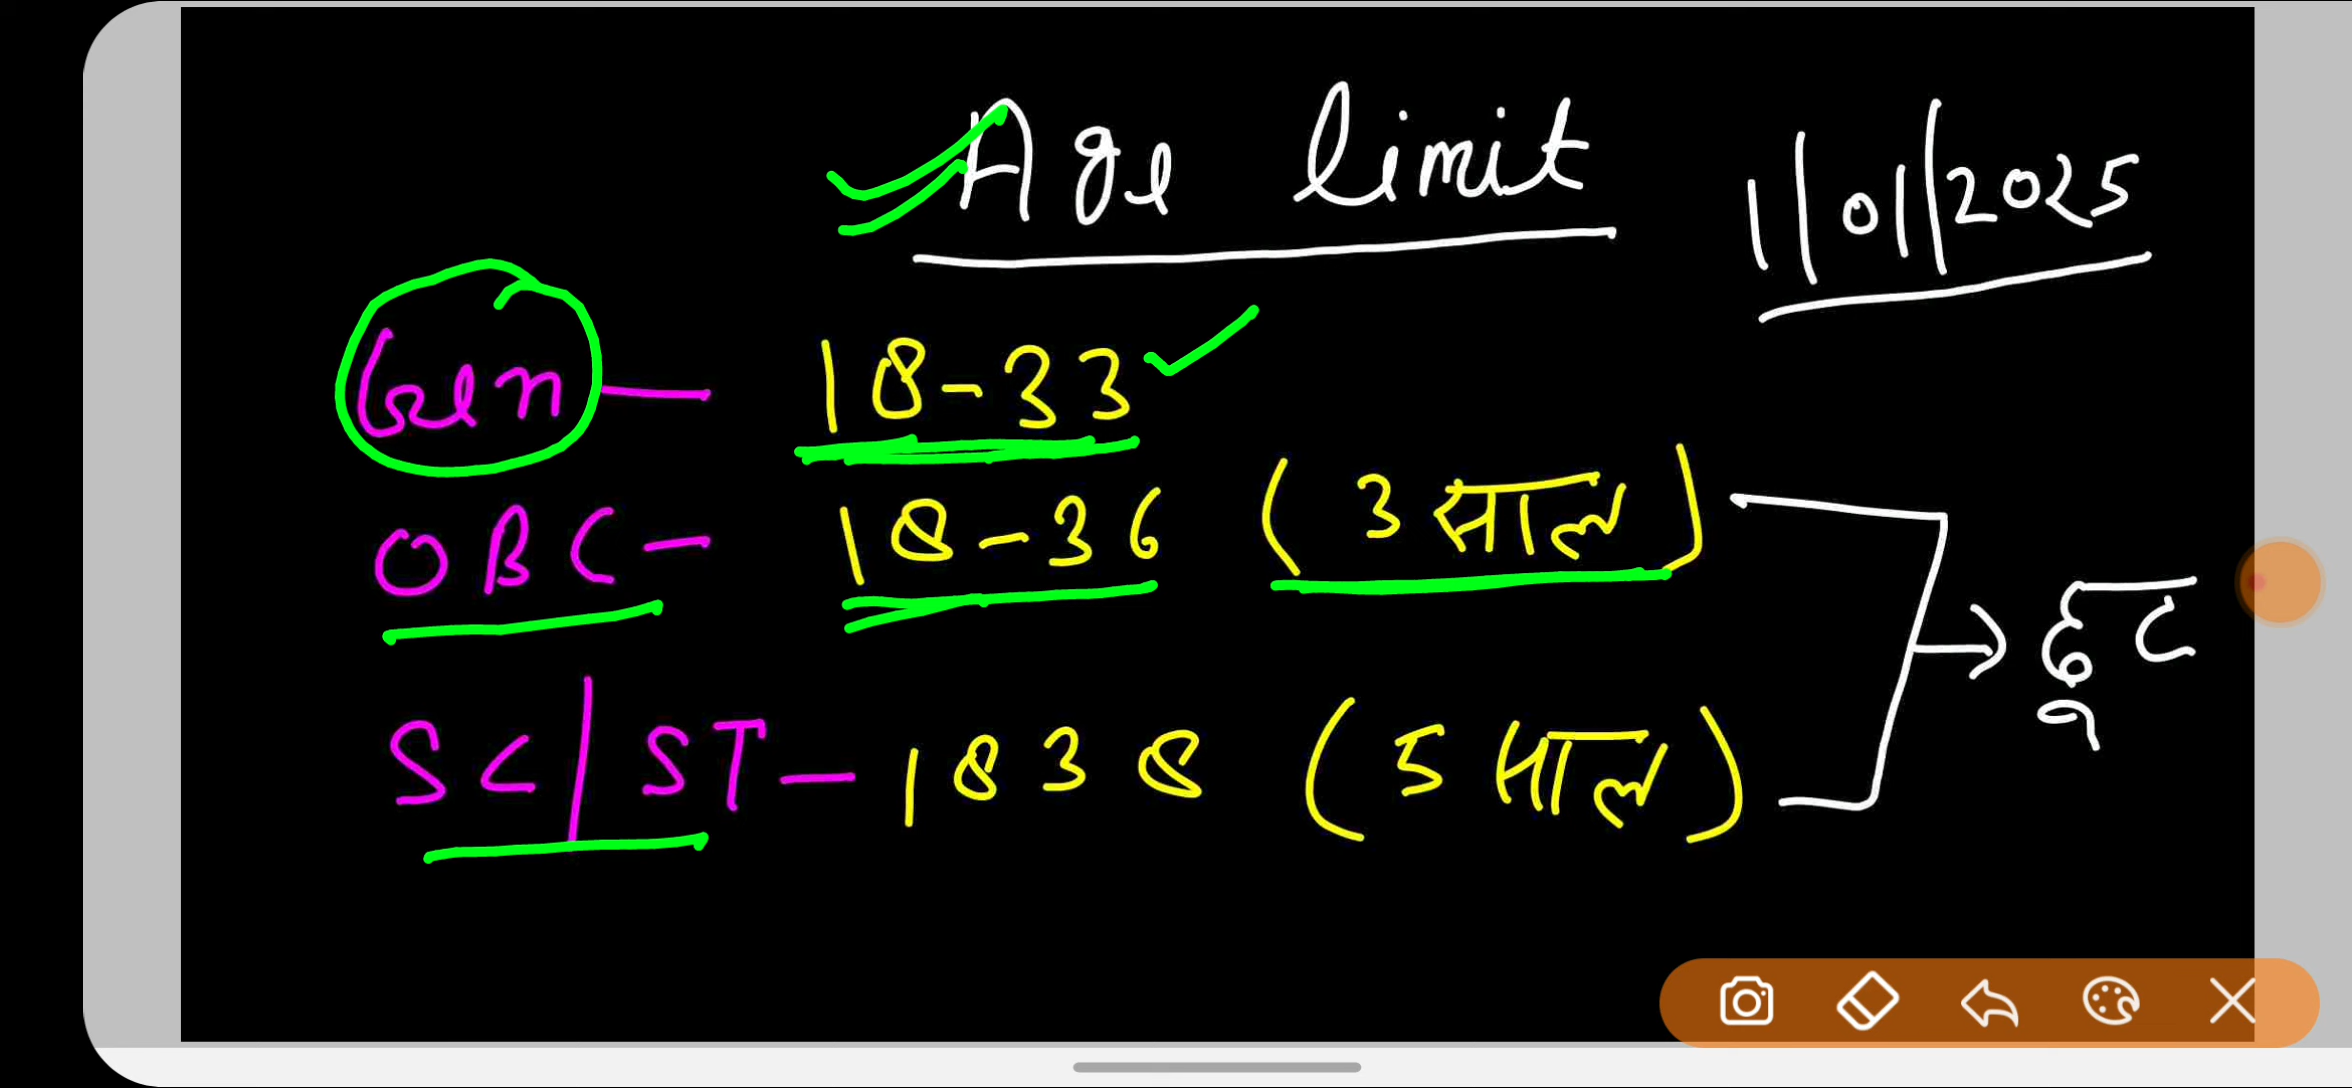 Age limit 1/01/2025
Gen— 18-33
OBC- 18-36 (3 साल)
SC/ST- 18 38 (5 साल)